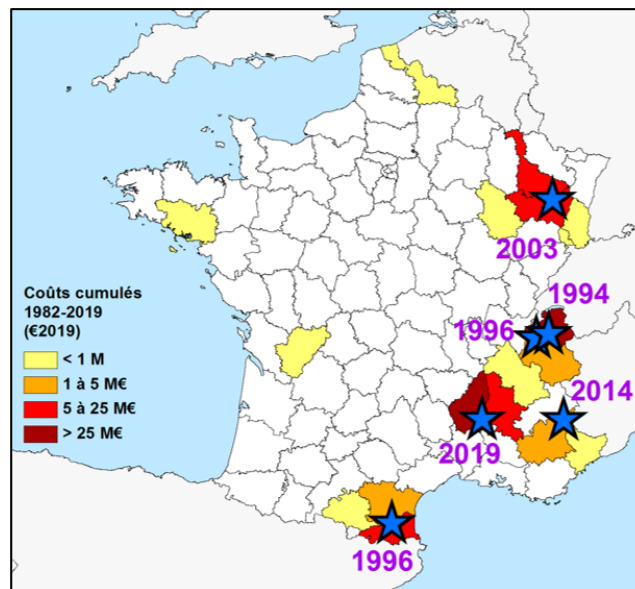 2003
1994
1996
2014
2019
1996
Coûts cumulés
1982-2019
(€2019)
< 1 M
1 à 5 M€
5 à 25 M€
> 25 M€